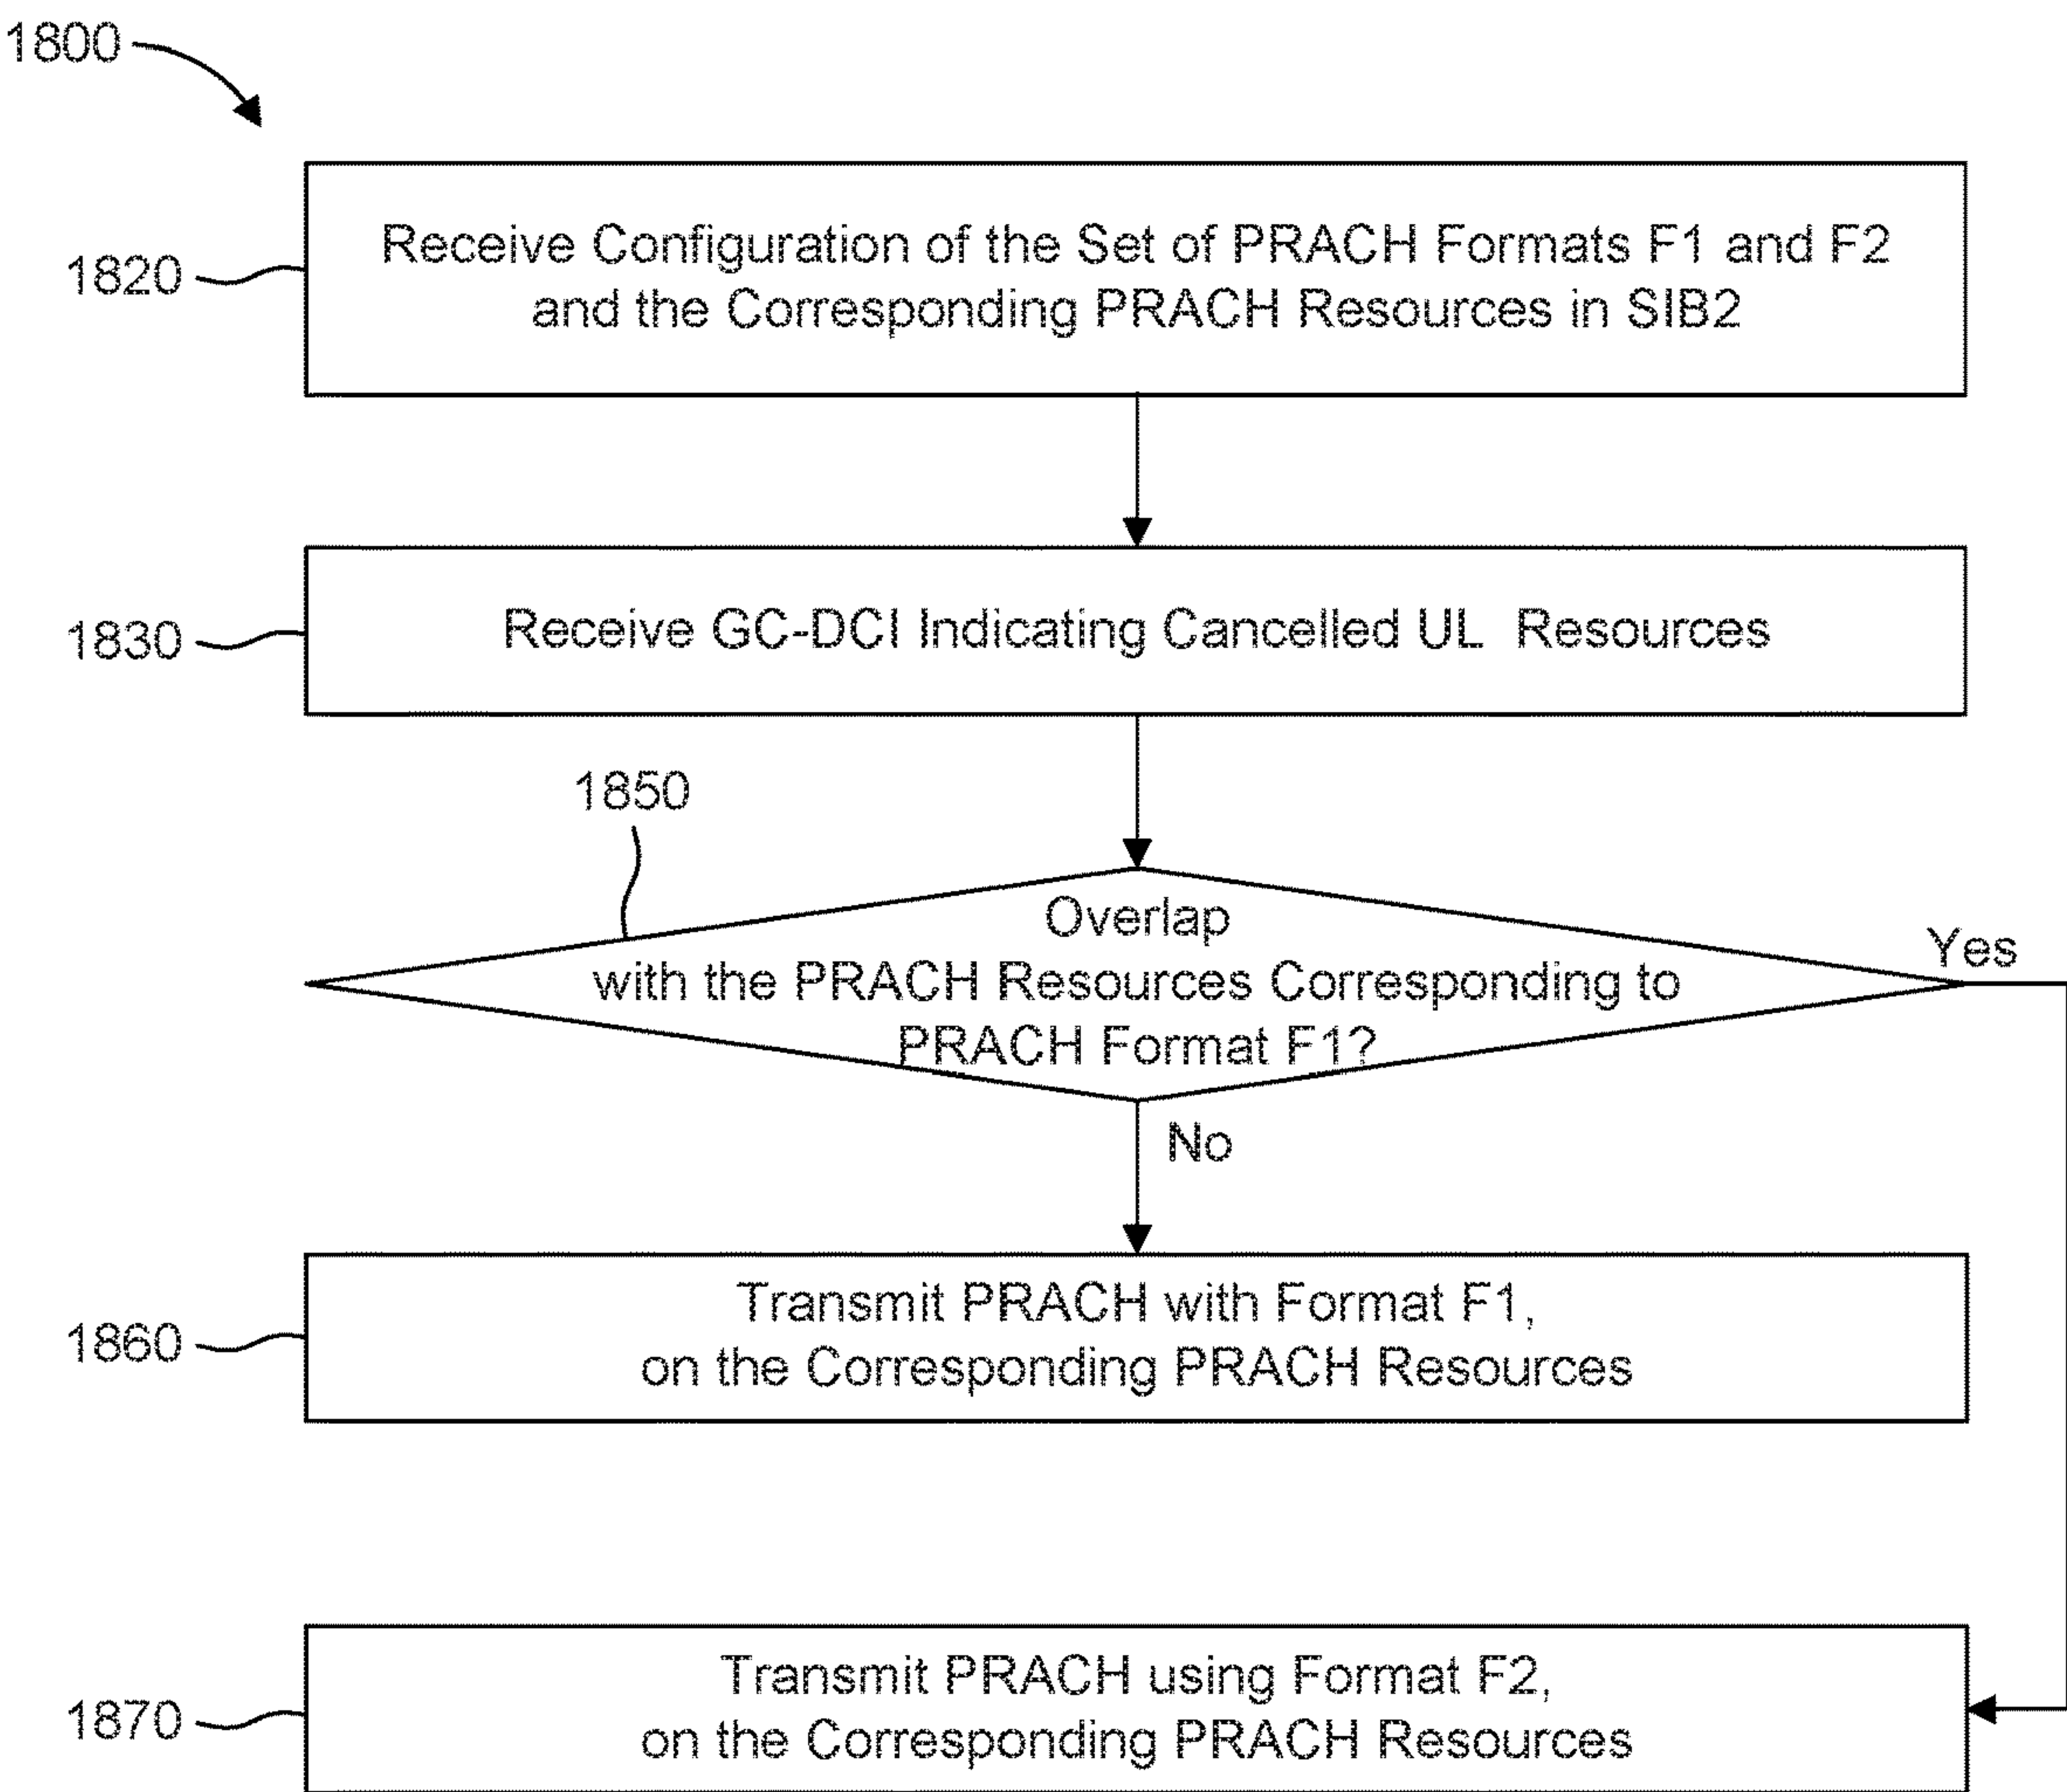 1800
1820
Receive Configuration of the Set of PRACH Formats F1 and F2
and the Corresponding PRACH Resources in SIB2
1830
Receive GC-DCI Indicating Cancelled UL Resources
1850
Overlap
with the PRACH Resources Corresponding to
PRACH Format F1?
Yes
No
1860
Transmit PRACH with Format F1,
on the Corresponding PRACH Resources
1870
Transmit PRACH using Format F2,
on the Corresponding PRACH Resources